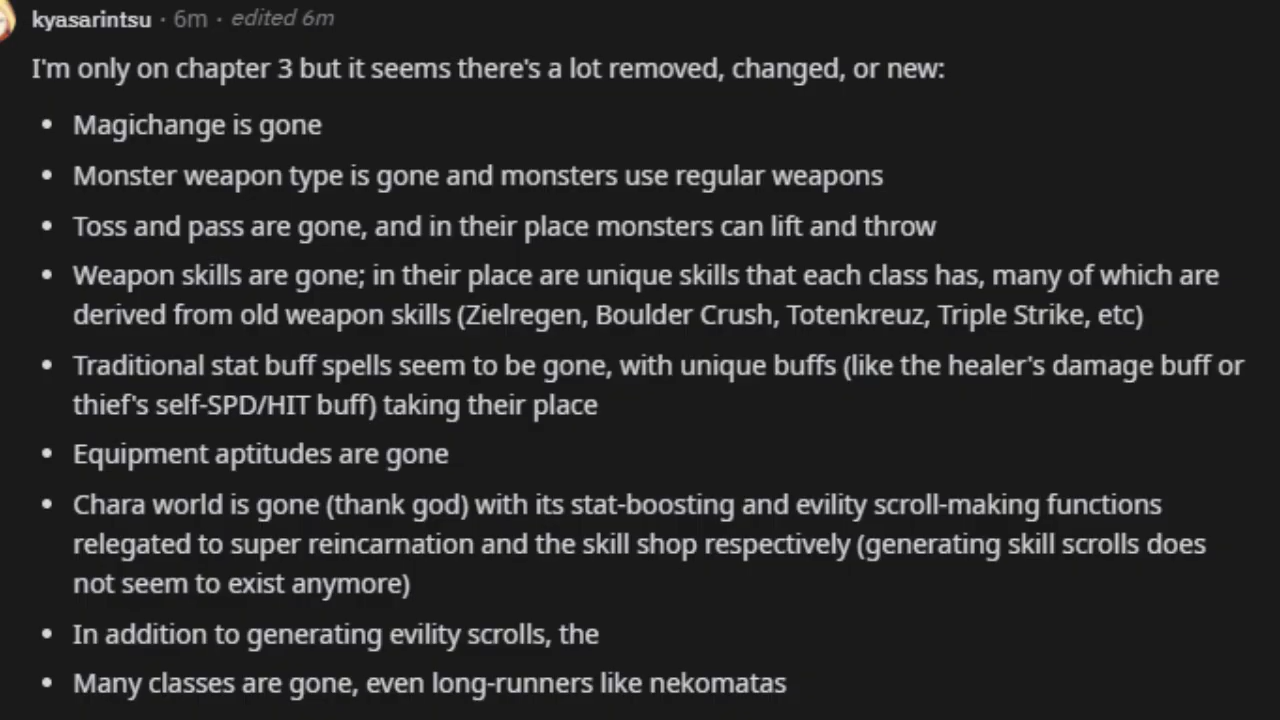 kyasarintsu · 6m · edited 6m
I'm only on chapter 3 but it seems there's a lot removed, changed, or new:
• Magichange is gone
• Monster weapon type is gone and monsters use regular weapons
• Toss and pass are gone, and in their place monsters can lift and throw
• Weapon skills are gone; in their place are unique skills that each class has, many of which are
derived from old weapon skills (Zielregen, Boulder Crush, Totenkreuz, Triple Strike, etc)
• Traditional stat buff spells seem to be gone, with unique buffs (like the healer's damage buff or
thief's self-SPD/HIT buff) taking their place
• Equipment aptitudes are gone
• Chara world is gone (thank god) with its stat-boosting and evility scroll-making functions
relegated to super reincarnation and the skill shop respectively (generating skill scrolls does
not seem to exist anymore)
• In addition to generating evility scrolls, the
• Many classes are gone, even long-runners like nekomatas